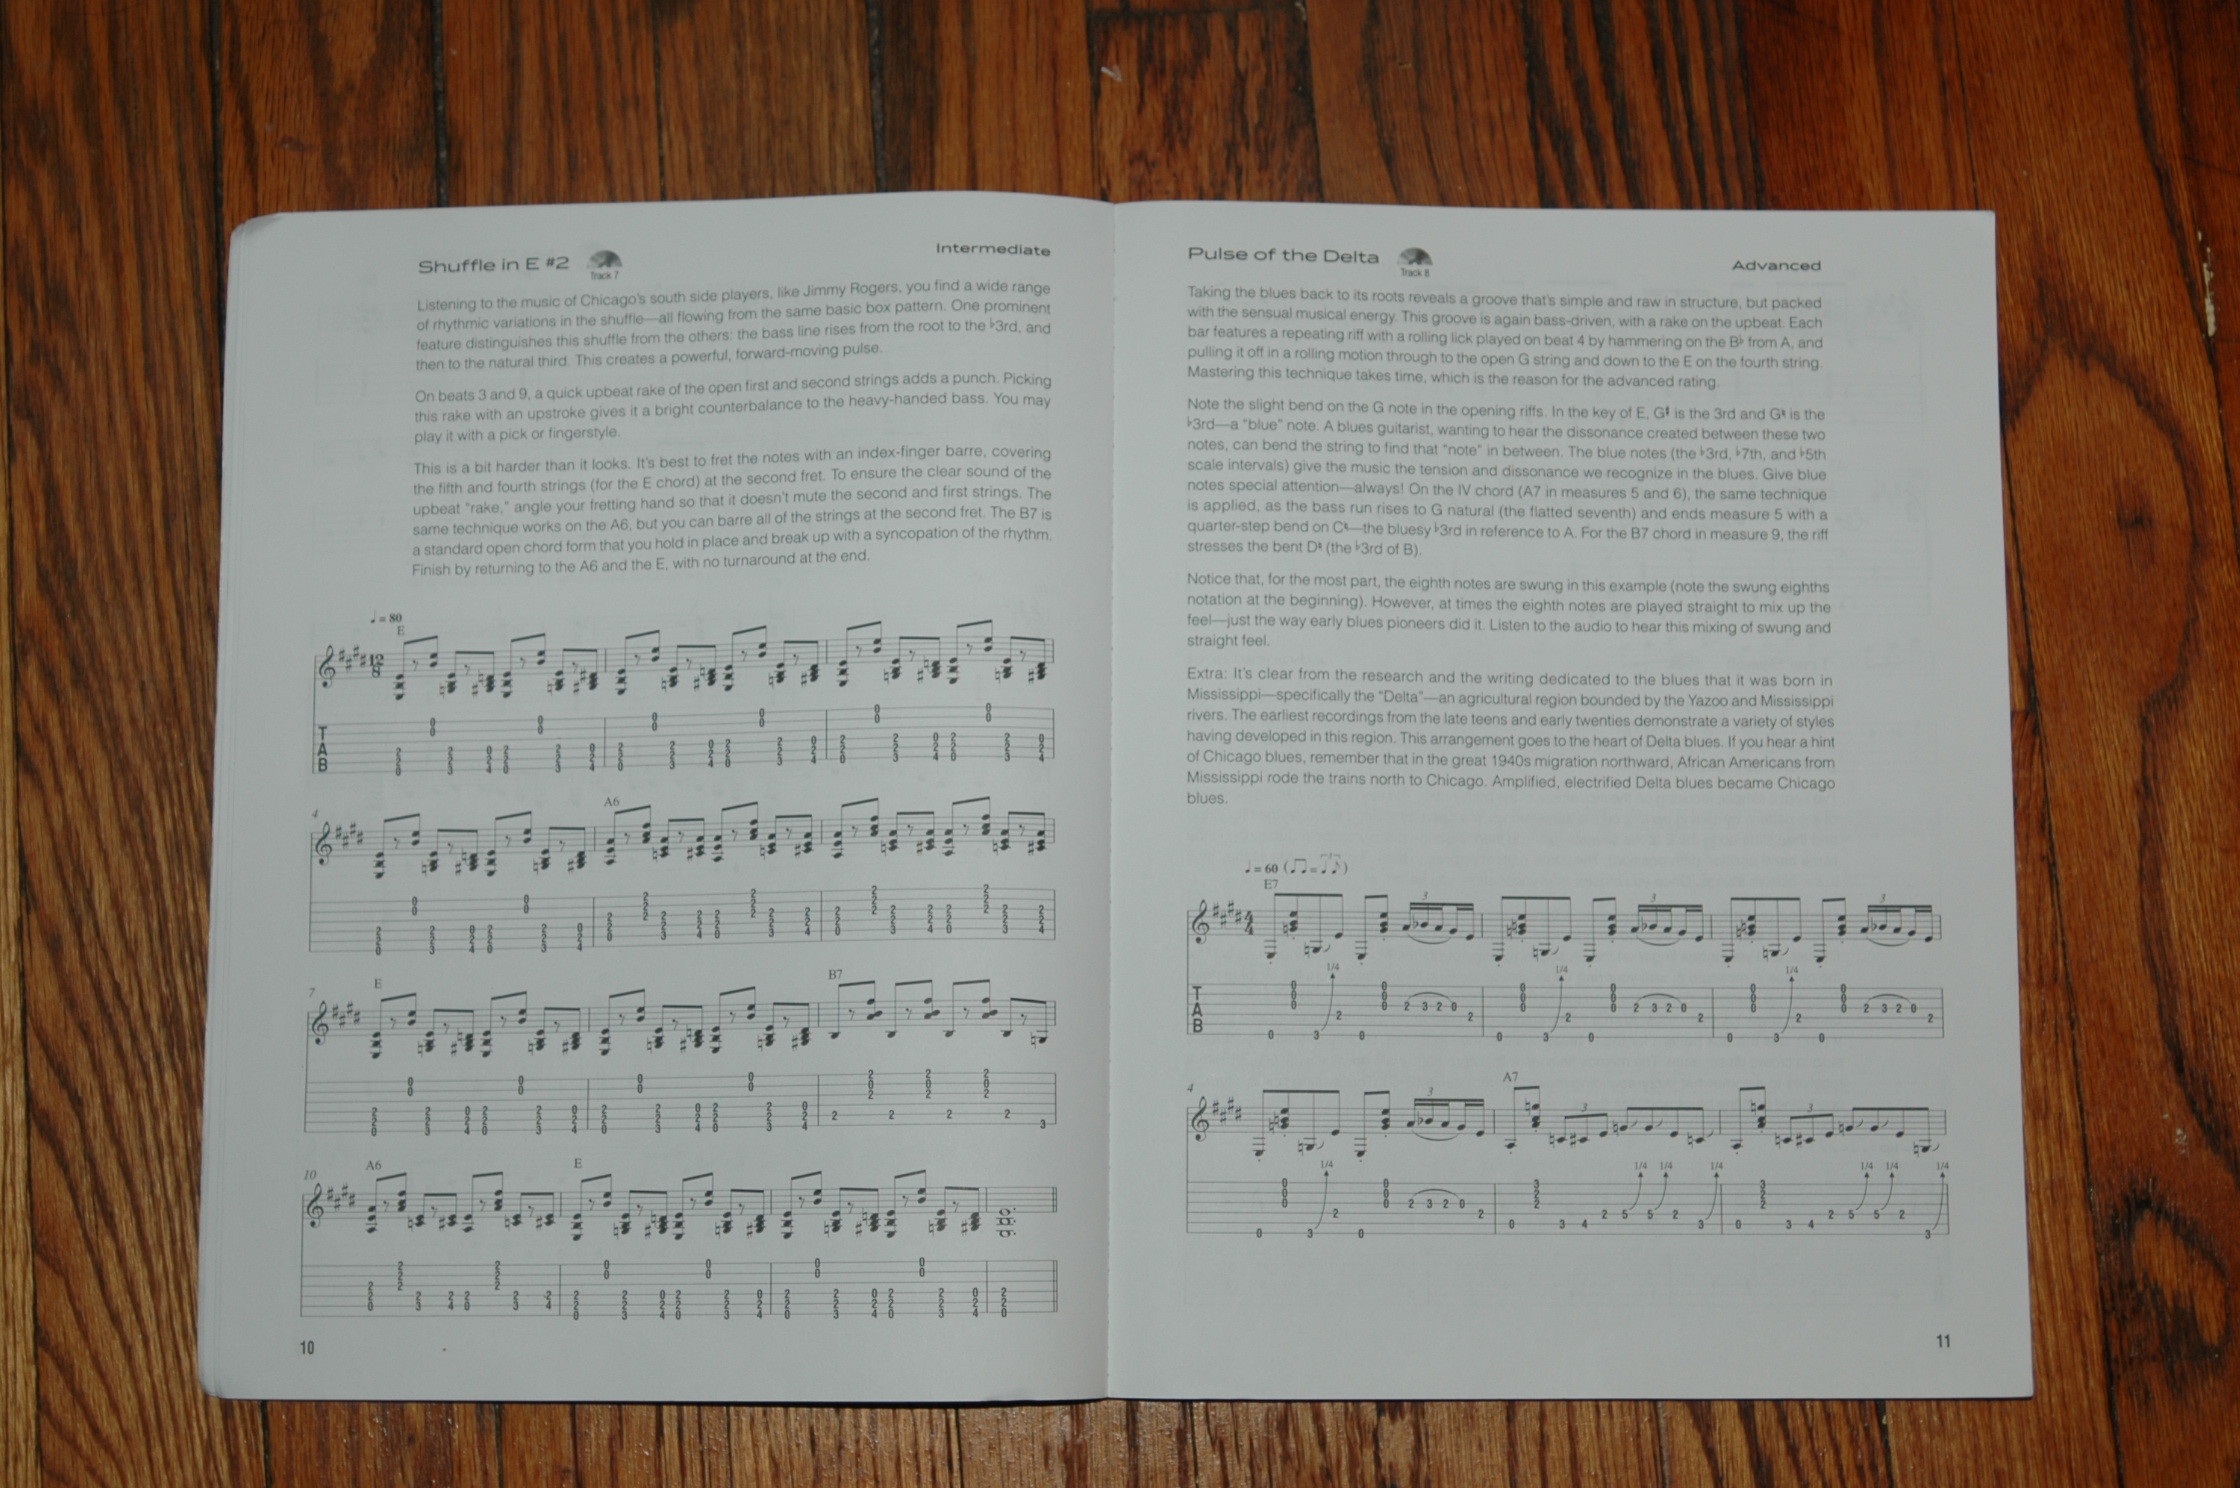 Shuffle in E #2
Track 7
Intermediate
Listening to the music of Chicago's south side players, like Jimmy Rogers, you find a wide range
of rhythmic variations in the shuffle—all flowing from the same basic box pattern. One prominent
feature distinguishes this shuffle from the others: the bass line rises from the root to the ♭3rd, and
then to the natural third. This creates a powerful, forward-moving pulse.
On beats 3 and 9, a quick upbeat rake of the open first and second strings adds a punch. Picking
this rake with an upstroke gives it a bright counterbalance to the heavy-handed bass. You may
play it with a pick or fingerstyle.
This is a bit harder than it looks. It's best to fret the notes with an index-finger barre, covering
the fifth and fourth strings (for the E chord) at the second fret. To ensure the clear sound of the
upbeat "rake," angle your fretting hand so that it doesn't mute the second and first strings. The
same technique works on the A6, but you can barre all of the strings at the second fret. The B7 is
a standard open chord form that you hold in place and break up with a syncopation of the rhythm.
Finish by returning to the A6 and the E, with no turnaround at the end.
♩ = 80
E
12
8
T
A
B
4
A6
7
E
B7
10
A6
E
10
Pulse of the Delta
Track 8
Advanced
Taking the blues back to its roots reveals a groove that's simple and raw in structure, but packed
with the sensual musical energy. This groove is again bass-driven, with a rake on the upbeat. Each
bar features a repeating riff with a rolling lick played on beat 4 by hammering on the B♭ from A, and
pulling it off in a rolling motion through to the open G string and down to the E on the fourth string.
Mastering this technique takes time, which is the reason for the advanced rating.
Note the slight bend on the G note in the opening riffs. In the key of E, G♯ is the 3rd and G♮ is the
♭3rd—a "blue" note. A blues guitarist, wanting to hear the dissonance created between these two
notes, can bend the string to find that "note" in between. The blue notes (the ♭3rd, ♭7th, and ♭5th
scale intervals) give the music the tension and dissonance we recognize in the blues. Give blue
notes special attention—always! On the IV chord (A7 in measures 5 and 6), the same technique
is applied, as the bass run rises to G natural (the flatted seventh) and ends measure 5 with a
quarter-step bend on C♮—the bluesy ♭3rd in reference to A. For the B7 chord in measure 9, the riff
stresses the bent D♮ (the ♭3rd of B).
Notice that, for the most part, the eighth notes are swung in this example (note the swung eighths
notation at the beginning). However, at times the eighth notes are played straight to mix up the
feel—just the way early blues pioneers did it. Listen to the audio to hear this mixing of swung and
straight feel.
Extra: It's clear from the research and the writing dedicated to the blues that it was born in
Mississippi—specifically the "Delta"—an agricultural region bounded by the Yazoo and Mississippi
rivers. The earliest recordings from the late teens and early twenties demonstrate a variety of styles
having developed in this region. This arrangement goes to the heart of Delta blues. If you hear a hint
of Chicago blues, remember that in the great 1940s migration northward, African Americans from
Mississippi rode the trains north to Chicago. Amplified, electrified Delta blues became Chicago
blues.
♩ = 60
E7
4
4
3 3 3
1/4 1/4 1/4
T
A
B
4
A7
3 3 3
1/4 1/4 1/4 1/4 1/4 1/4 1/4
11